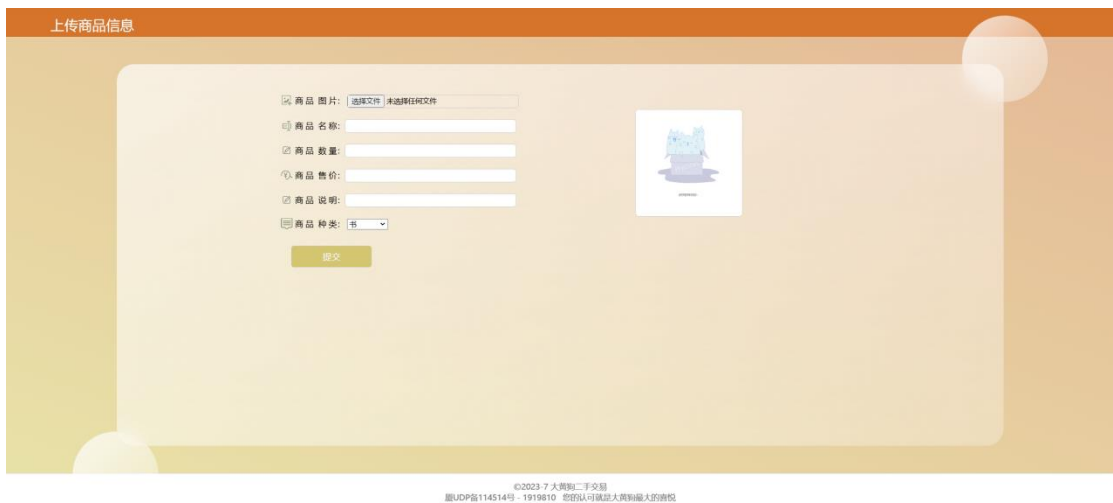 上传商品信息
商品 图片: 选择文件 未选择任何文件
商品 名称:
商品 数量:
商品 售价:
商品 说明:
商品 种类: 书
提交
©2023-7 大黄狗二手交易
UDP备114514号 - 1919810 您的认可就是大黄狗最大的喜悦